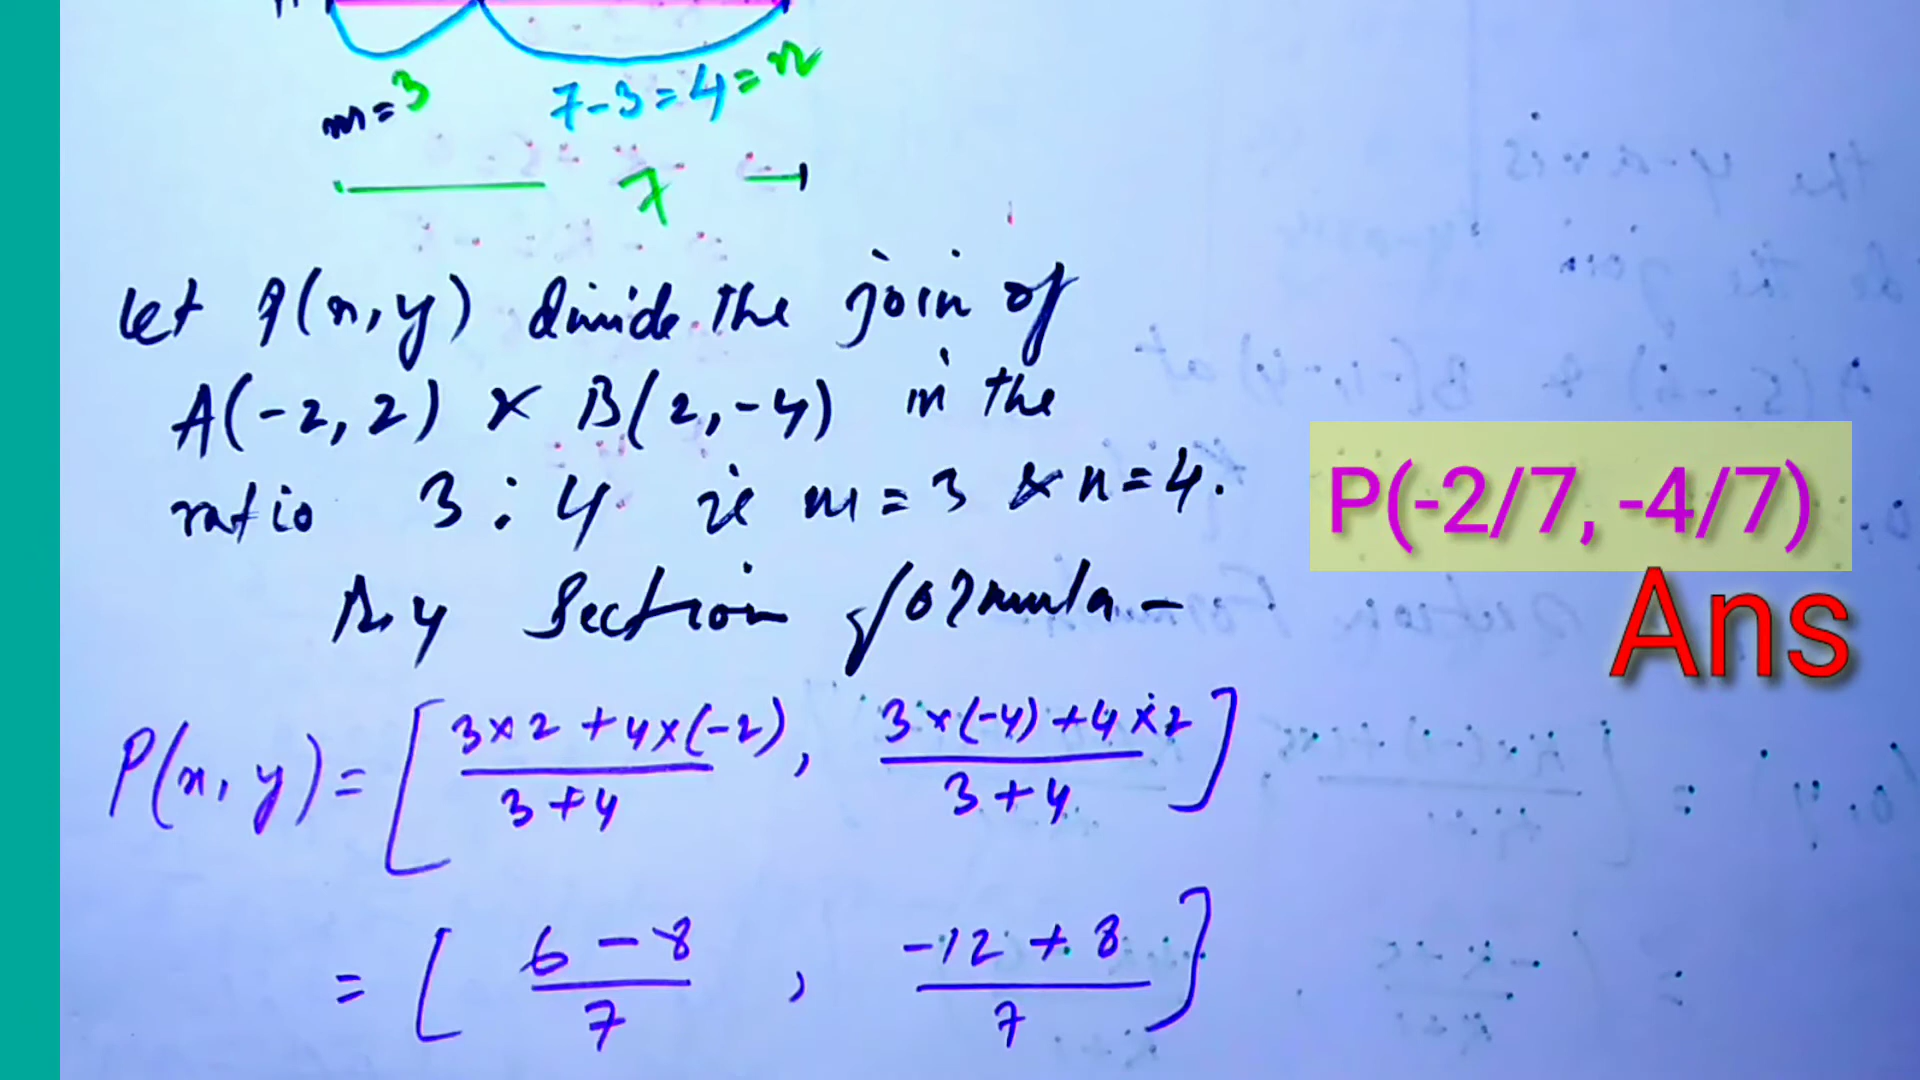 m=3
7-3=4=n
7
Let P(x,y) divide the join of
A(-2,2) & B(2,-4) in the
ratio 3:4 ie m=3 & n=4.
P(-2/7, -4/7)
Ans
By Section formula-
P(x,y)=[3×2+4×(-2)/3+4, 3×(-4)+4×2/3+4]
=[6-8/7, -12+8/7]